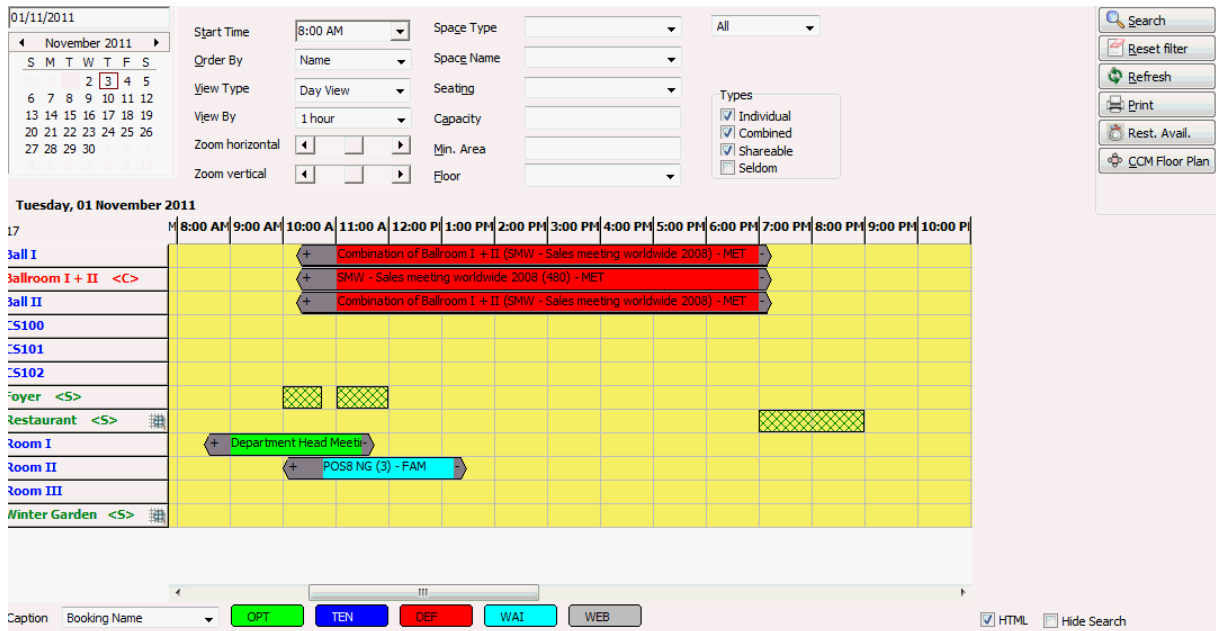 01/11/2011
November 2011
S M T W T F S
2 3 4 5
6 7 8 9 10 11 12
13 14 15 16 17 18 19
20 21 22 23 24 25 26
27 28 29 30
Start Time 8:00 AM
Order By Name
View Type Day View
View By 1 hour
Zoom horizontal
Zoom vertical
Space Type
Space Name
Seating
Capacity
Min. Area
Floor
All
Types
Individual
Combined
Shareable
Seldom
Search
Reset filter
Refresh
Print
Rest. Avail.
CCM Floor Plan
Tuesday, 01 November 2011
17 M 8:00 AM 9:00 AM 10:00 A 11:00 A 12:00 P 1:00 PM 2:00 PM 3:00 PM 4:00 PM 5:00 PM 6:00 PM 7:00 PM 8:00 PM 9:00 PM 10:00 P
Ball I + Combination of Ballroom I + II (SMW - Sales meeting worldwide 2008) - MET -
Ballroom I + II <C> + SMW - Sales meeting worldwide 2008 (480) - MET -
Ball II + Combination of Ballroom I + II (SMW - Sales meeting worldwide 2008) - MET -
CS100
CS101
CS102
Foyer <S>
Restaurant <S>
Room I + Department Head Meetin -
Room II + POS8 NG (3) - FAM -
Room III
Winter Garden <S>
Caption Booking Name OPT TEN DEF WAI WEB HTML Hide Search